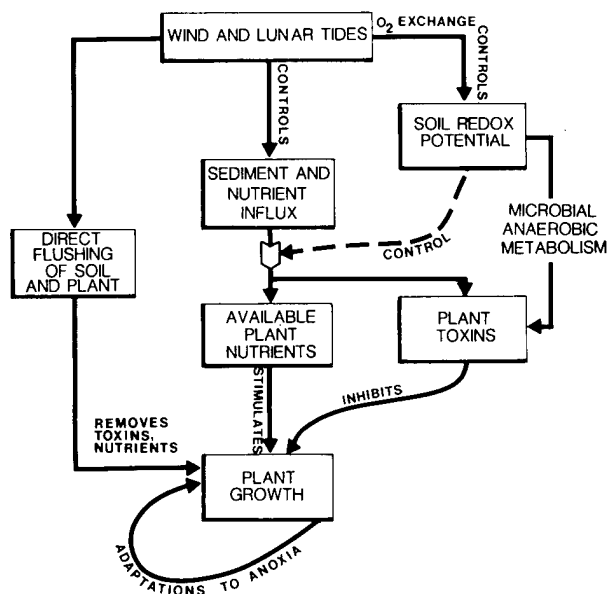 WIND AND LUNAR TIDES
O2 EXCHANGE
CONTROLS
CONTROLS
SOIL REDOX
POTENTIAL
SEDIMENT AND
NUTRIENT
INFLUX
MICROBIAL
ANAEROBIC
METABOLISM
DIRECT
FLUSHING
OF SOIL
AND PLANT
CONTROL
AVAILABLE
PLANT
NUTRIENTS
PLANT
TOXINS
STIMULATES
INHIBITS
REMOVES
TOXINS,
NUTRIENTS
PLANT
GROWTH
ADAPTATIONS TO ANOXIA